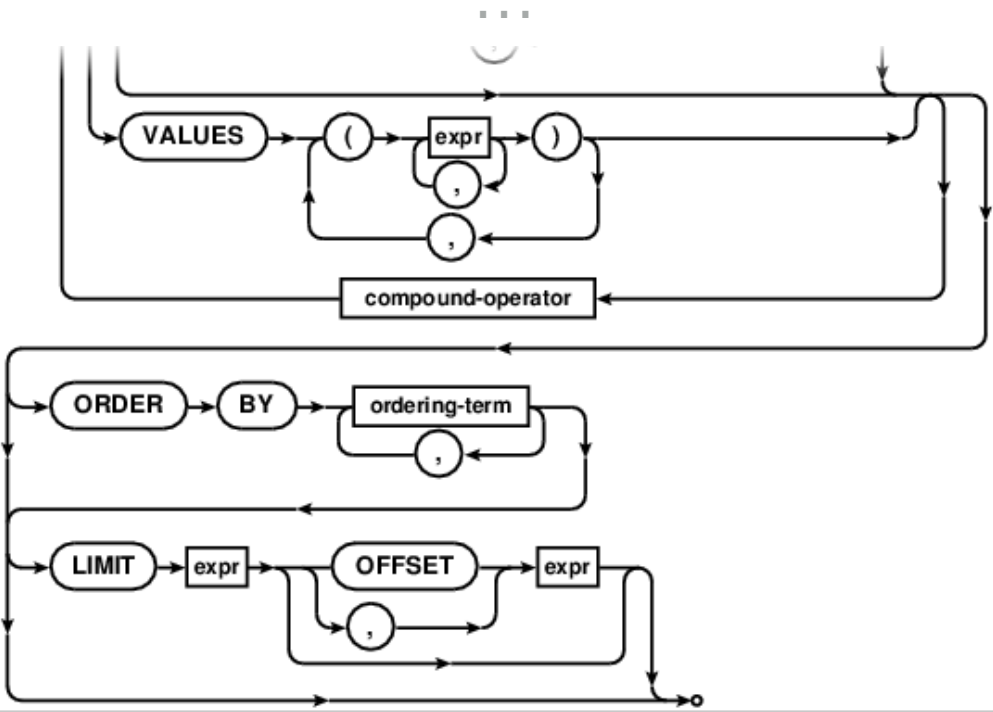 ...
,
VALUES ( expr )
,
,
compound-operator
ORDER BY ordering-term
,
LIMIT expr OFFSET expr
,